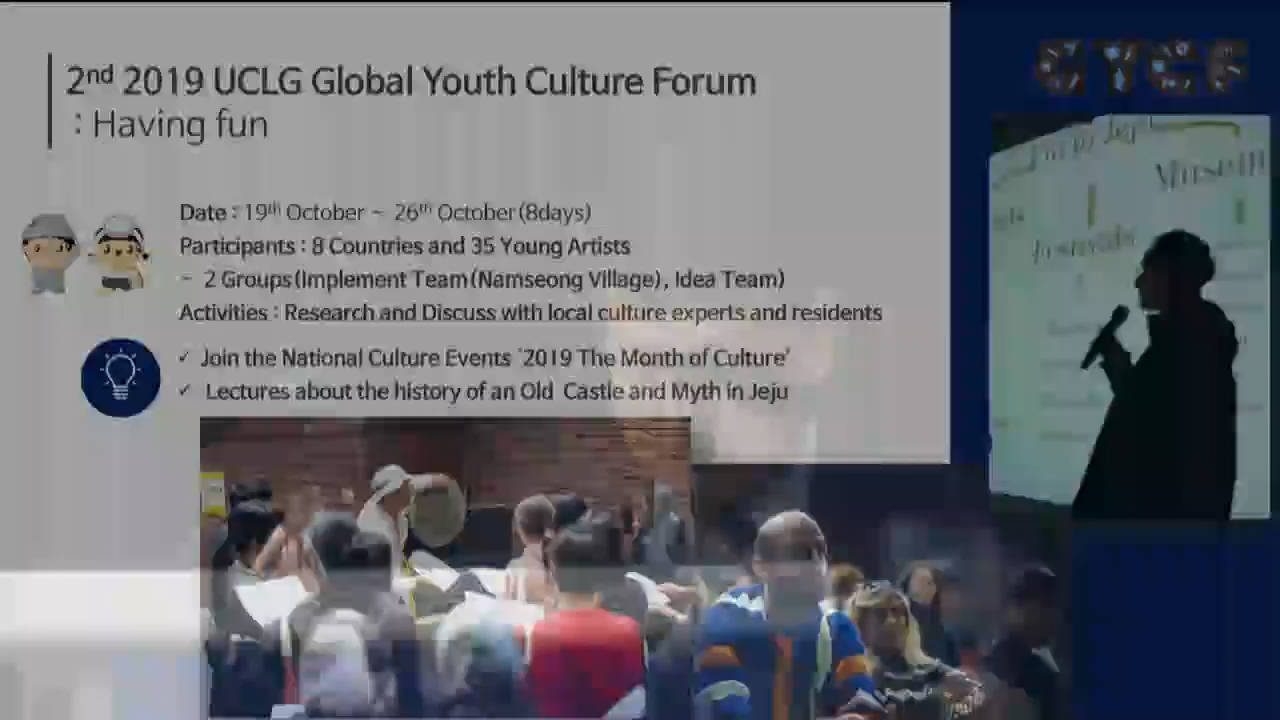 2nd 2019 UCLG Global Youth Culture Forum
: Having fun
GYCF
Date : 19th October ~ 26th October(8days)
Participants : 8 Countries and 35 Young Artists
- 2 Groups(Implement Team(Namseong Village), Idea Team)
Activities : Research and Discuss with local culture experts and residents
✓ Join the National Culture Events '2019 The Month of Culture'
✓ Lectures about the history of an Old Castle and Myth in Jeju
Museum
festivals